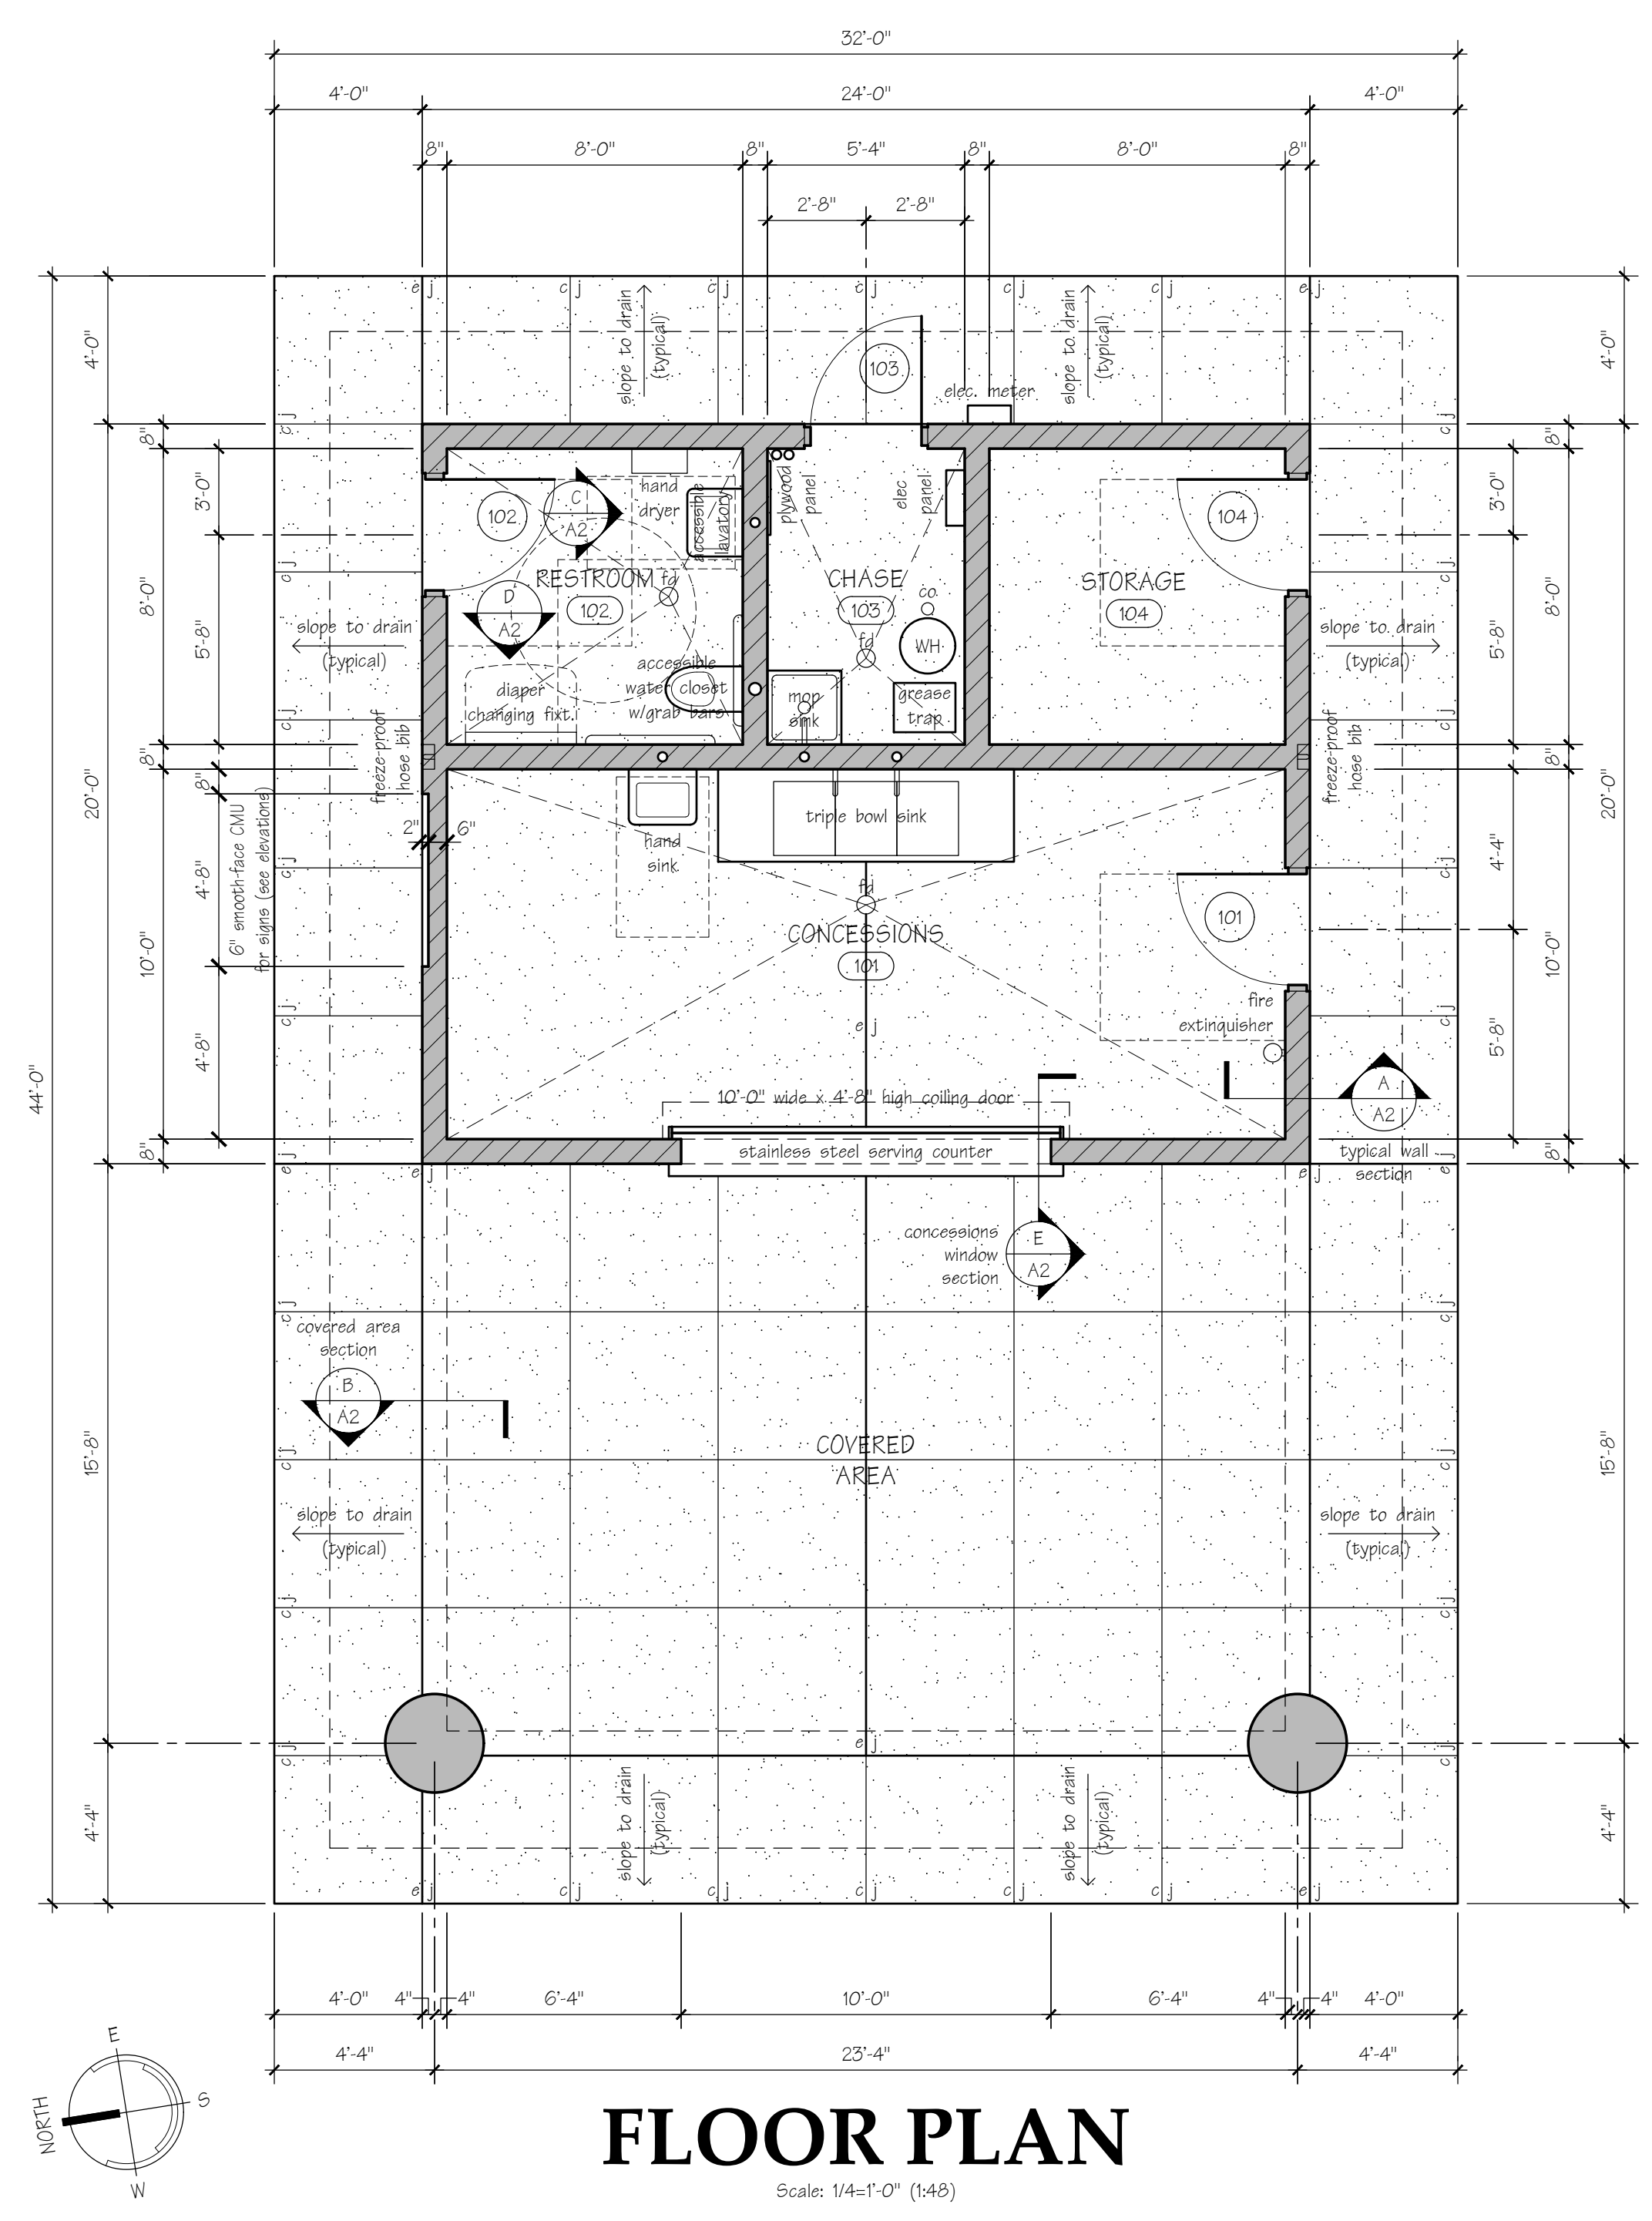 32'-0"
4'-0" 24'-0" 4'-0"
8" 8'-0" 8" 5'-4" 8" 8'-0" 8"
2'-8" 2'-8"
e j c j c j c j c j c j e j
slope to drain
(typical)
slope to drain
(typical)
4'-0"
4'-0"
103
elec. meter
c j
c j
8"
8"
3'-0"
3'-0"
102
C
A2
hand
dryer
accessible
lavatory
plywood
panel
elec
panel
104
c j
c j
RESTROOM fd
102
CHASE
103
fd
co.
WH
STORAGE
104
8'-0"
5'-8"
5'-8"
8'-0"
D
A2
slope to drain
(typical)
slope to drain
(typical)
accessible
water closet
w/grab bars
diaper
changing fixt.
mop
sink
grease
trap
c j
c j
freeze-proof
hose bib
freeze-proof
hose bib
8"
8"
8"
20'-0"
20'-0"
2" 6"
6" smooth-face CMU
for signs (see elevations)
hand
sink
triple bowl sink
4'-8"
4'-4"
c j
c j
fd
CONCESSIONS
101
101
10'-0"
10'-0"
e j
fire
extinguisher
c j
c j
4'-8"
5'-8"
44'-0"
10'-0" wide x 4'-8" high coiling door
A
A2
stainless steel serving counter
typical wall
section
8"
8"
e j
e j
e j
e j
concessions
window
section
E
A2
c j
c j
covered area
section
B
A2
COVERED
AREA
15'-8"
15'-8"
c j
c j
slope to drain
(typical)
slope to drain
(typical)
c j
c j
e j
c j
c j
slope to drain
(typical)
slope to drain
(typical)
4'-4"
4'-4"
e j c j c j c j c j c j e j
4'-0" 4" 4" 6'-4" 10'-0" 6'-4" 4" 4" 4'-0"
4'-4" 23'-4" 4'-4"
E
S
NORTH
W
FLOOR PLAN
Scale: 1/4=1'-0" (1:48)